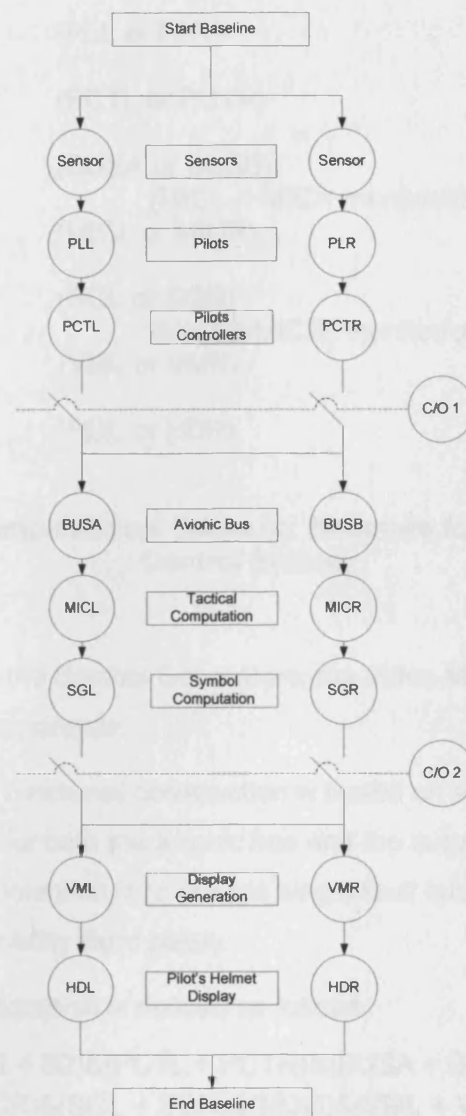 Start Baseline
Sensor
Sensors
Sensor
PLL
Pilots
PLR
PCTL
Pilots
Controllers
PCTR
C/O 1
BUSA
Avionic Bus
BUSB
MICL
Tactical
Computation
MICR
SGL
Symbol
Computation
SGR
C/O 2
VML
Display
Generation
VMR
HDL
Pilot's Helmet
Display
HDR
End Baseline